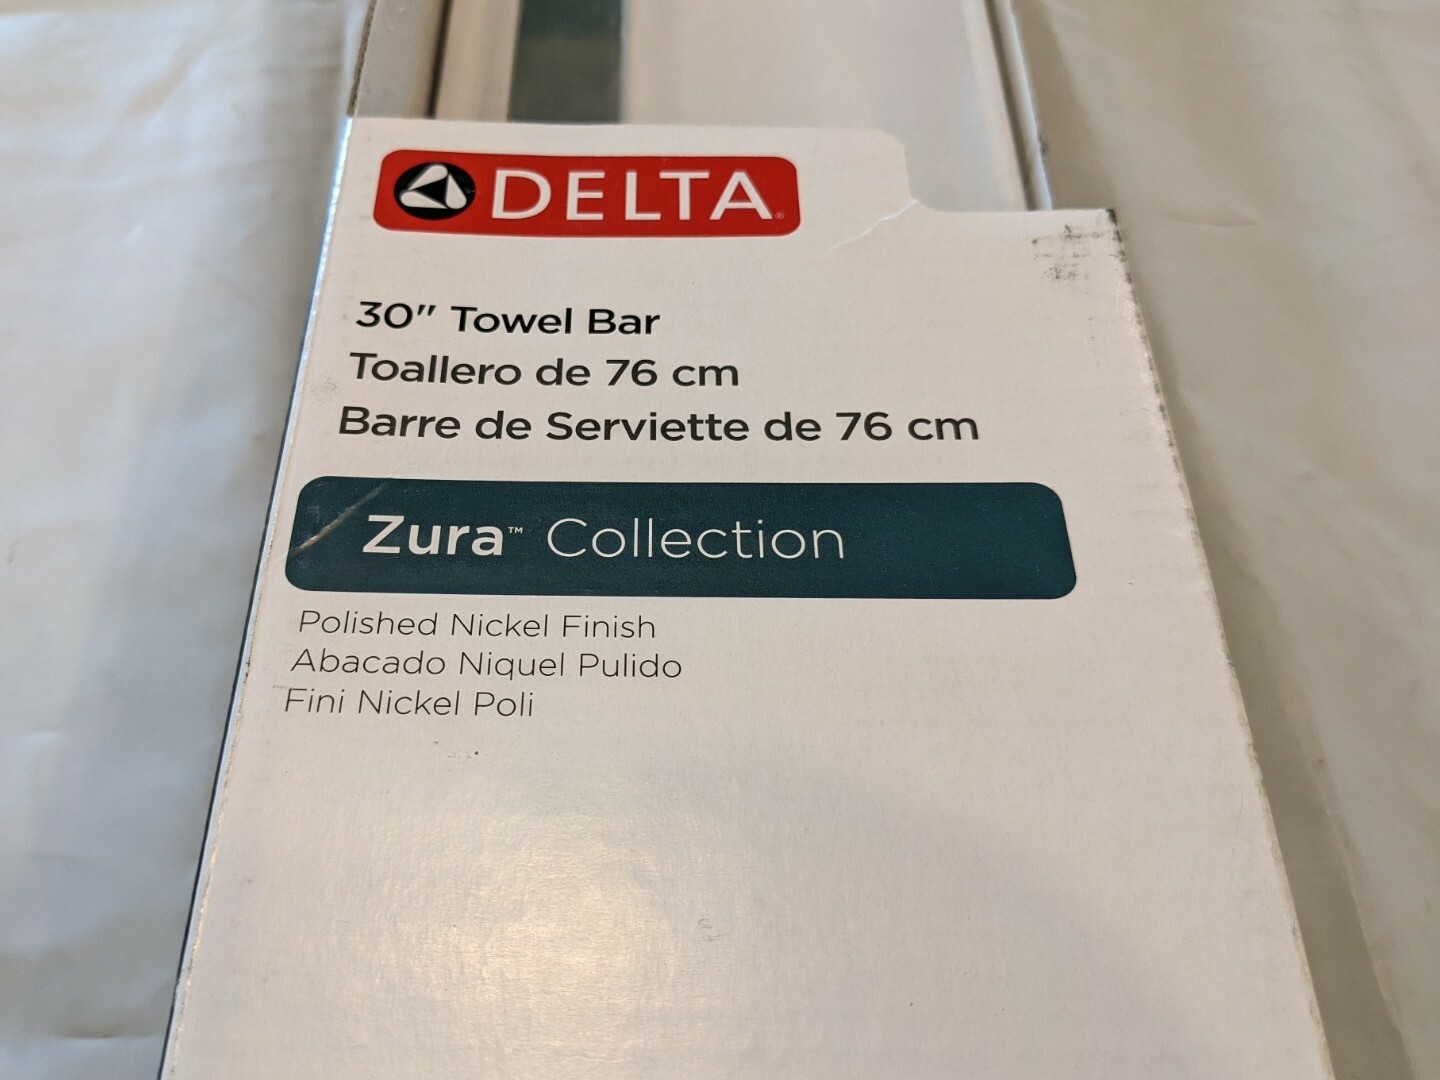 DELTA®
30" Towel Bar
Toallero de 76 cm
Barre de Serviette de 76 cm
Zura™ Collection
Polished Nickel Finish
Abacado Niquel Pulido
Fini Nickel Poli